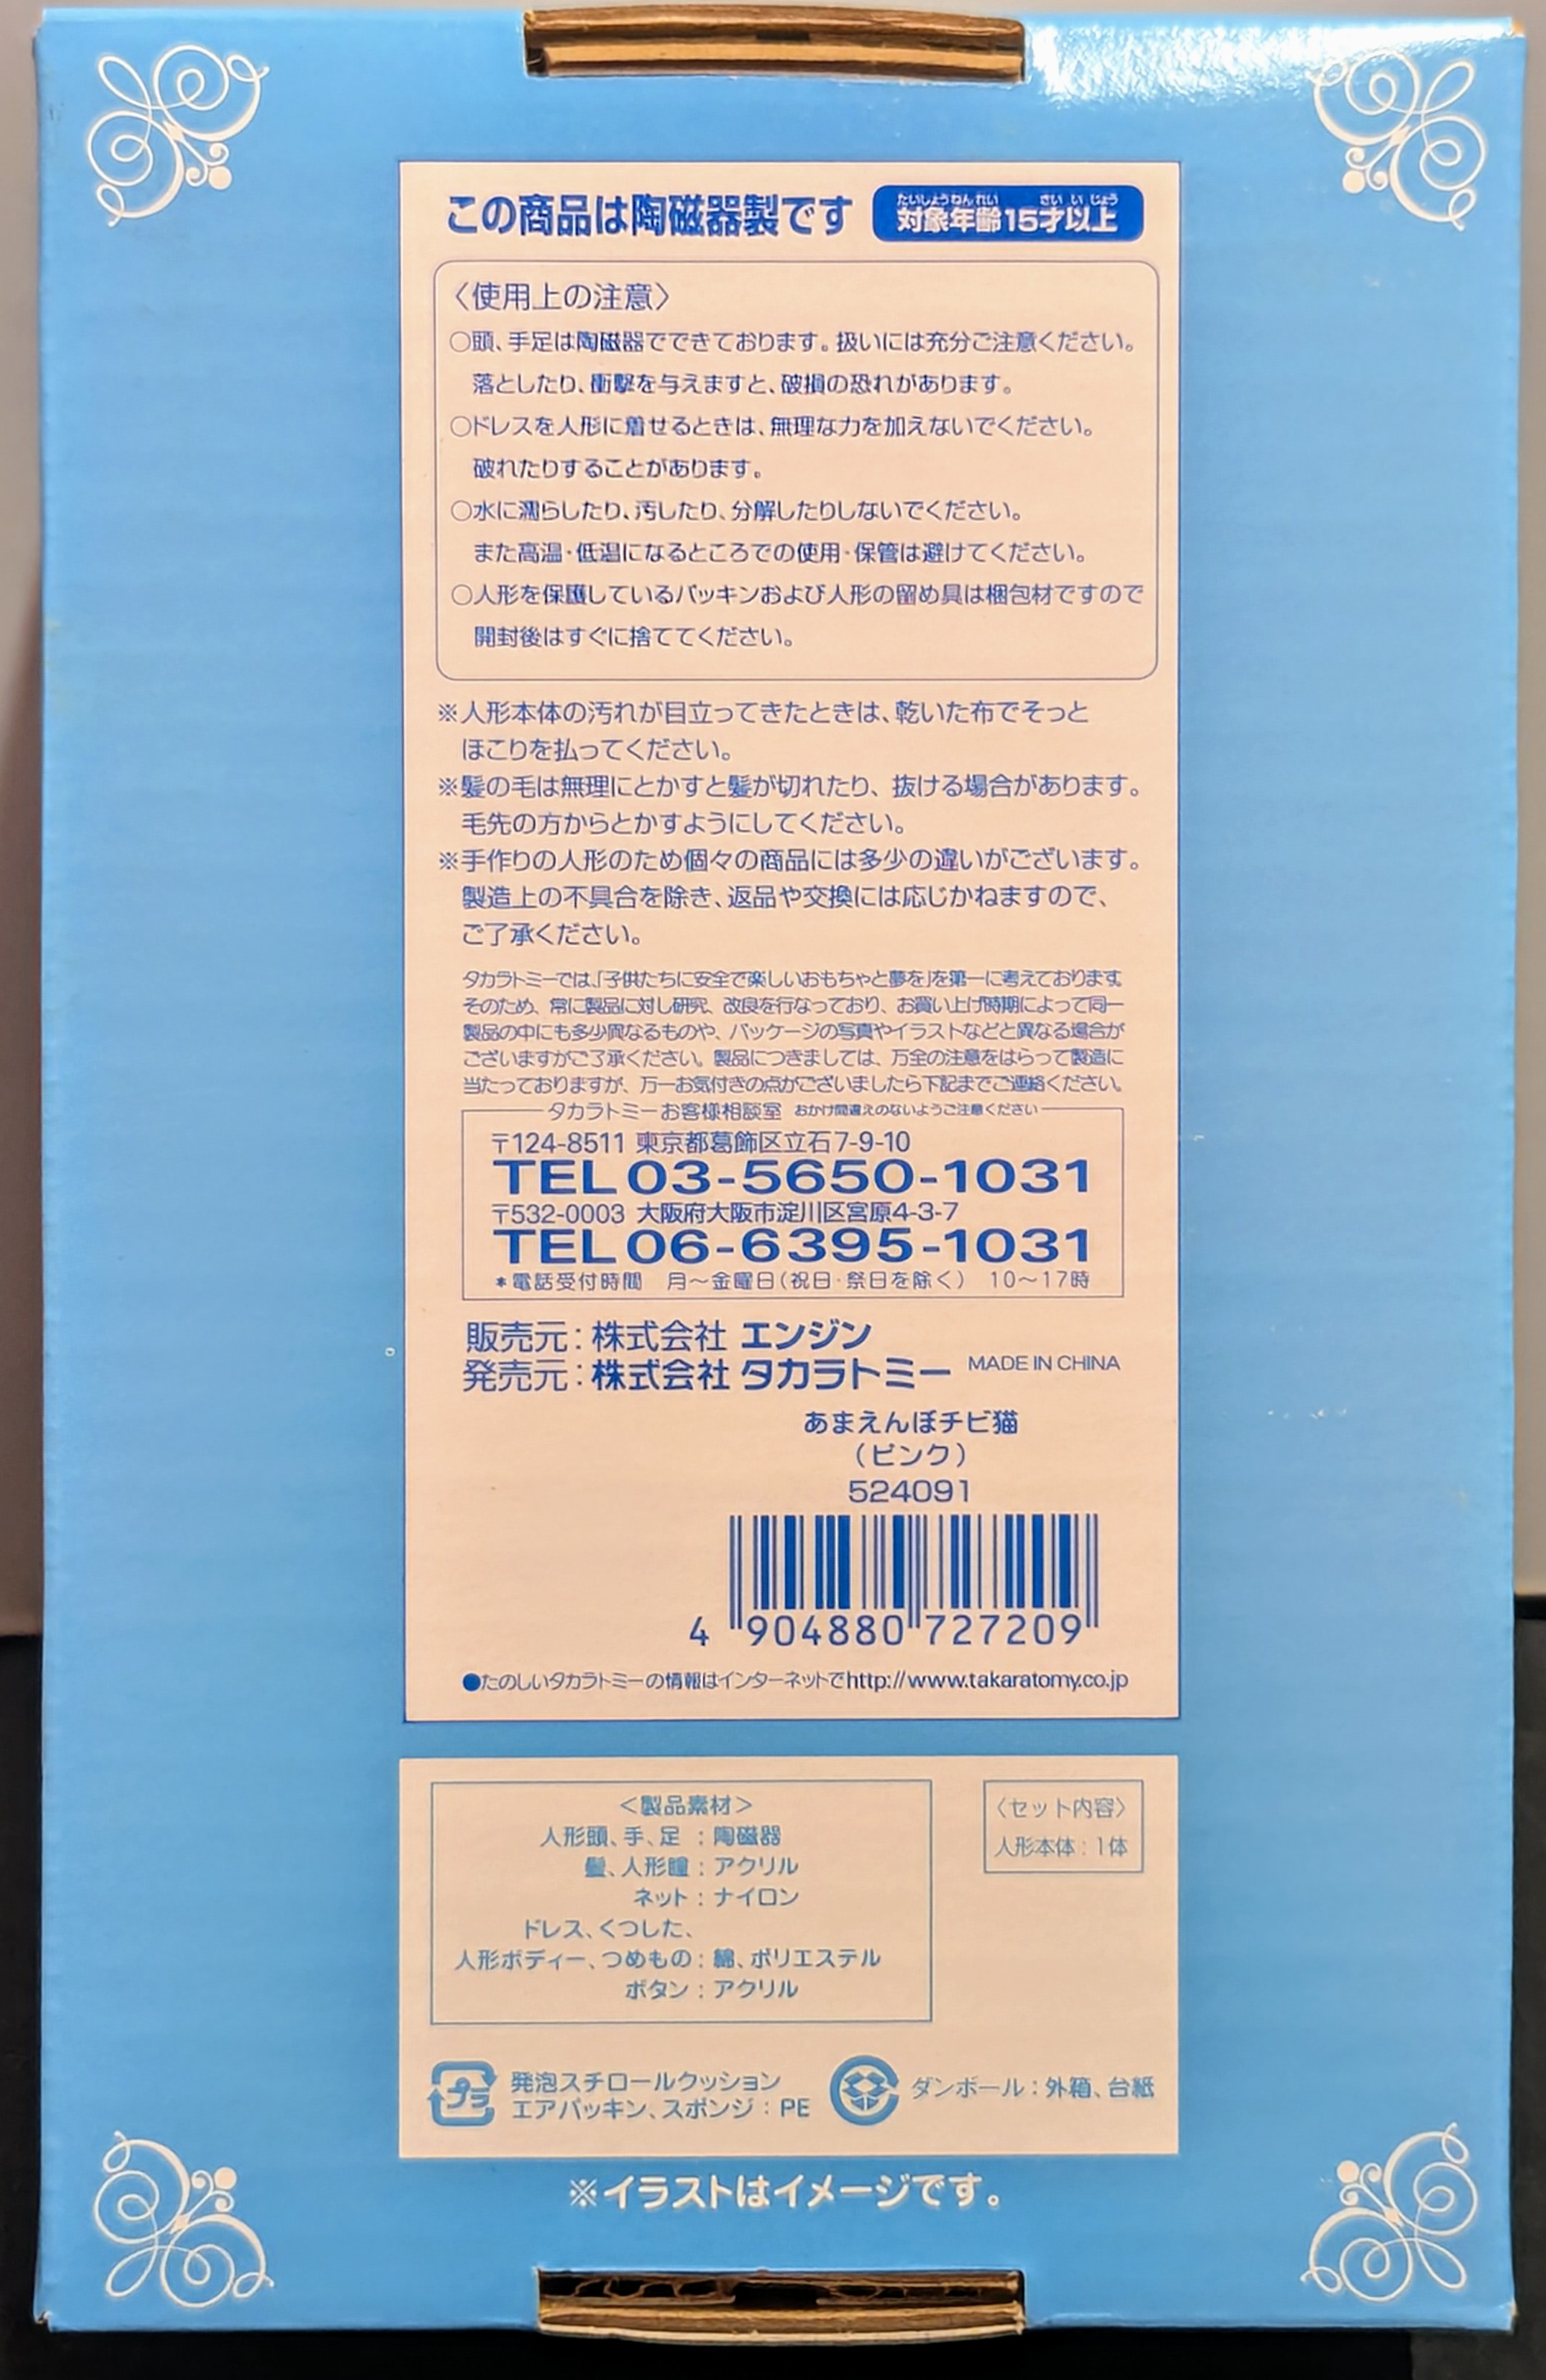 この商品は陶磁器製です
たいしょうねんれい さいいじょう
対象年齢15才以上
〈使用上の注意〉
○頭、手足は陶磁器でできております。扱いには充分ご注意ください。
落としたり、衝撃を与えますと、破損の恐れがあります。
○ドレスを人形に着せるときは、無理な力を加えないでください。
破れたりすることがあります。
○水に濡らしたり、汚したり、分解したりしないでください。
また高温・低温になるところでの使用・保管は避けてください。
○人形を保護しているパッキンおよび人形の留め具は梱包材ですので
開封後はすぐに捨ててください。
※人形本体の汚れが目立ってきたときは、乾いた布でそっと
ほこりを払ってください。
※髪の毛は無理にとかすと髪が切れたり、抜ける場合があります。
毛先の方からとかすようにしてください。
※手作りの人形のため個々の商品には多少の違いがございます。
製造上の不具合を除き、返品や交換には応じかねますので、
ご了承ください。
タカラトミーでは、「子供たちに安全で楽しいおもちゃと夢を」を第一に考えております。
そのため、常に製品に対し研究、改良を行なっており、お買い上げ時期によって同一
製品の中にも多少異なるものや、パッケージの写真やイラストなどと異なる場合が
ございますがご了承ください。製品につきましては、万全の注意をはらって製造に
当たっておりますが、万一お気付きの点がございましたら下記までご連絡ください。
タカラトミーお客様相談室 おかけ間違えのないようご注意ください
〒124-8511 東京都葛飾区立石7-9-10
TEL03-5650-1031
〒532-0003 大阪府大阪市淀川区宮原4-3-7
TEL06-6395-1031
*電話受付時間 月～金曜日(祝日・祭日を除く) 10～17時
販売元:株式会社 エンジン
発売元:株式会社 タカラトミー MADE IN CHINA
あまえんぼチビ猫
(ピンク)
524091
4 904880 727209
●たのしいタカラトミーの情報はインターネットでhttp://www.takaratomy.co.jp
＜製品素材＞
人形頭、手、足:陶磁器
髪、人形瞳:アクリル
ネット:ナイロン
ドレス、くつした、
人形ボディー、つめもの:綿、ポリエステル
ボタン:アクリル
〈セット内容〉
人形本体:1体
プラ
発泡スチロールクッション
エアパッキン、スポンジ:PE
ダンボール:外箱、台紙
※イラストはイメージです。